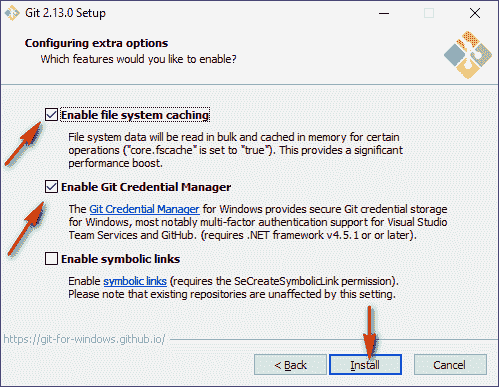 Git 2.13.0 Setup
Configuring extra options
Which features would you like to enable?
Enable file system caching
File system data will be read in bulk and cached in memory for certain
operations ("core.fscache" is set to "true"). This provides a significant
performance boost.
Enable Git Credential Manager
The Git Credential Manager for Windows provides secure Git credential storage
for Windows, most notably multi-factor authentication support for Visual Studio
Team Services and GitHub. (requires .NET framework v4.5.1 or or later).
Enable symbolic links
Enable symbolic links (requires the SeCreateSymbolicLink permission).
Please note that existing repositories are unaffected by this setting.
https://git-for-windows.github.io/
< Back Install Cancel